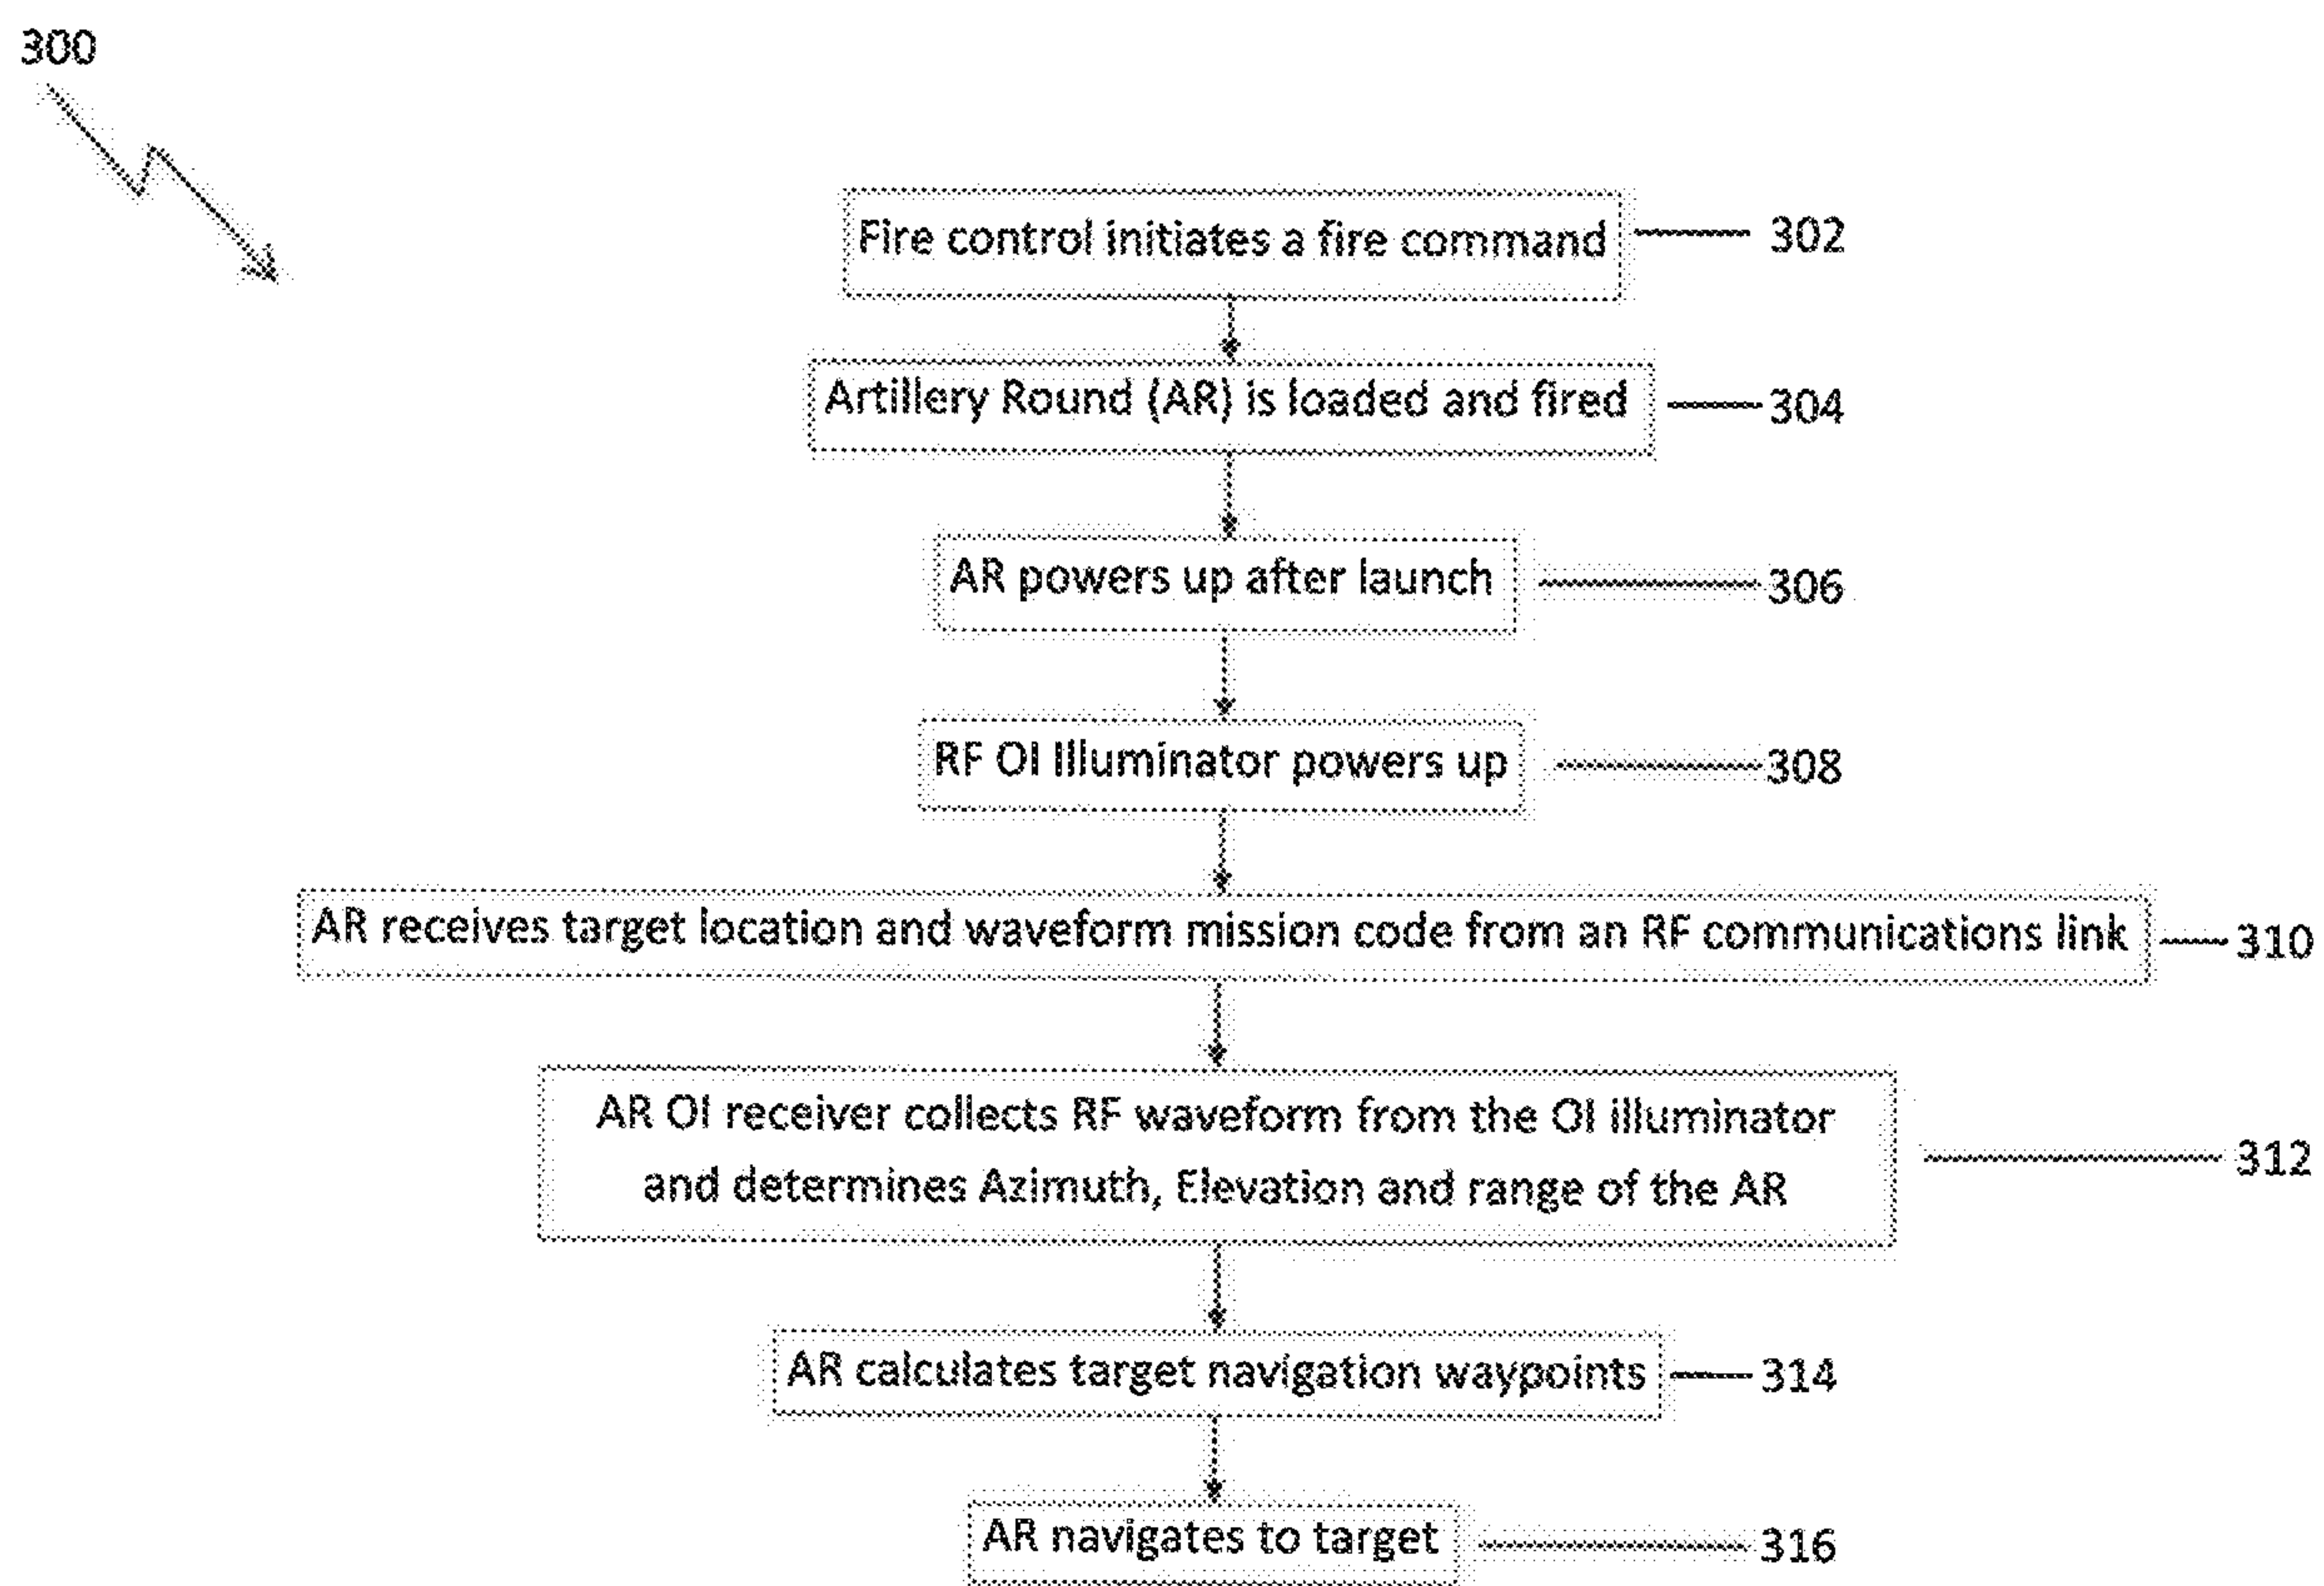 300
Fire control initiates a fire command
302
Artillery Round (AR) is loaded and fired
304
AR powers up after launch
306
RF OI Illuminator powers up
308
AR receives target location and waveform mission code from an RF communications link
310
AR OI receiver collects RF waveform from the OI illuminator
and determines Azimuth, Elevation and range of the AR
312
AR calculates target navigation waypoints
314
AR navigates to target
316